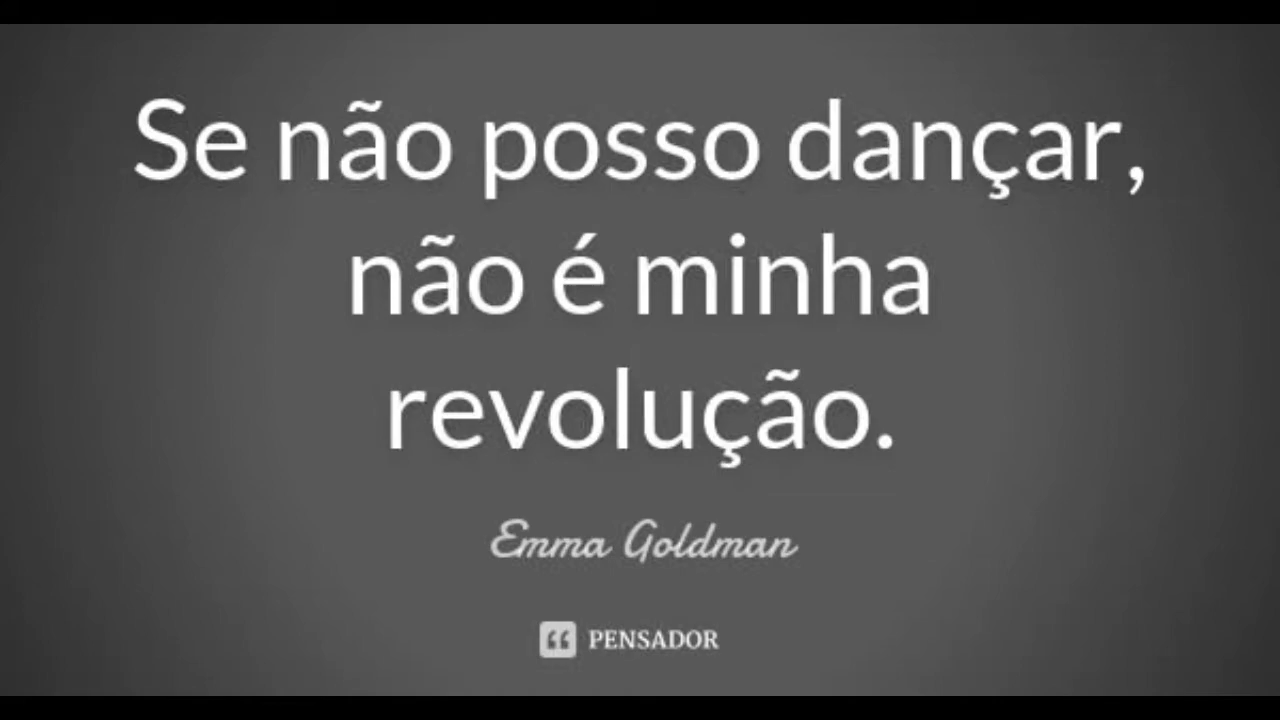 Se não posso dançar,
não é minha
revolução.
Emma Goldman
PENSADOR